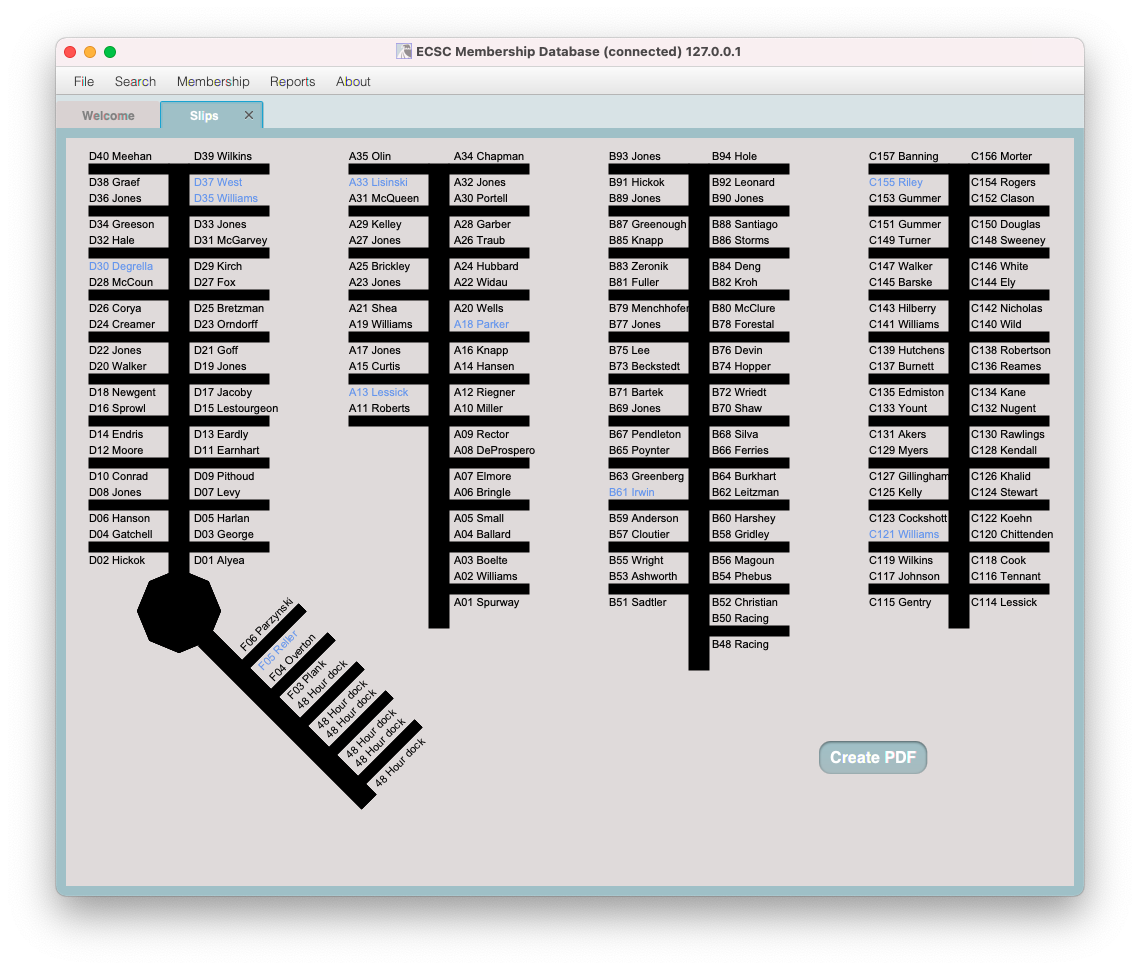 ECSC Membership Database (connected) 127.0.0.1
File Search Membership Reports About
Welcome Slips ×
D40 Meehan D39 Wilkins
D38 Graef D37 West
D36 Jones D35 Williams
D34 Greeson D33 Jones
D32 Hale D31 McGarvey
D30 Degrella D29 Kirch
D28 McCoun D27 Fox
D26 Corya D25 Bretzman
D24 Creamer D23 Orndorff
D22 Jones D21 Goff
D20 Walker D19 Jones
D18 Newgent D17 Jacoby
D16 Sprowl D15 Lestourgeon
D14 Endris D13 Eardly
D12 Moore D11 Earnhart
D10 Conrad D09 Pithoud
D08 Jones D07 Levy
D06 Hanson D05 Harlan
D04 Gatchell D03 George
D02 Hickok D01 Alyea
F06 Parzynski
F05 Reller
F04 Overton
F03 Plank
48 Hour dock
48 Hour dock
48 Hour dock
48 Hour dock
48 Hour dock
48 Hour dock
A35 Olin A34 Chapman
A33 Lisinski A32 Jones
A31 McQueen A30 Portell
A29 Kelley A28 Garber
A27 Jones A26 Traub
A25 Brickley A24 Hubbard
A23 Jones A22 Widau
A21 Shea A20 Wells
A19 Williams A18 Parker
A17 Jones A16 Knapp
A15 Curtis A14 Hansen
A13 Lessick A12 Riegner
A11 Roberts A10 Miller
A09 Rector
A08 DeProspero
A07 Elmore
A06 Bringle
A05 Small
A04 Ballard
A03 Boelte
A02 Williams
A01 Spurway
B93 Jones B94 Hole
B91 Hickok B92 Leonard
B89 Jones B90 Jones
B87 Greenough B88 Santiago
B85 Knapp B86 Storms
B83 Zeronik B84 Deng
B81 Fuller B82 Kroh
B79 Menchhofer B80 McClure
B77 Jones B78 Forestal
B75 Lee B76 Devin
B73 Beckstedt B74 Hopper
B71 Bartek B72 Wriedt
B69 Jones B70 Shaw
B67 Pendleton B68 Silva
B65 Poynter B66 Ferries
B63 Greenberg B64 Burkhart
B61 Irwin B62 Leitzman
B59 Anderson B60 Harshey
B57 Cloutier B58 Gridley
B55 Wright B56 Magoun
B53 Ashworth B54 Phebus
B51 Sadtler B52 Christian
B50 Racing
B48 Racing
C157 Banning C156 Morter
C155 Riley C154 Rogers
C153 Gummer C152 Clason
C151 Gummer C150 Douglas
C149 Turner C148 Sweeney
C147 Walker C146 White
C145 Barske C144 Ely
C143 Hilberry C142 Nicholas
C141 Williams C140 Wild
C139 Hutchens C138 Robertson
C137 Burnett C136 Reames
C135 Edmiston C134 Kane
C133 Yount C132 Nugent
C131 Akers C130 Rawlings
C129 Myers C128 Kendall
C127 Gillingham C126 Khalid
C125 Kelly C124 Stewart
C123 Cockshott C122 Koehn
C121 Williams C120 Chittenden
C119 Wilkins C118 Cook
C117 Johnson C116 Tennant
C115 Gentry C114 Lessick
Create PDF